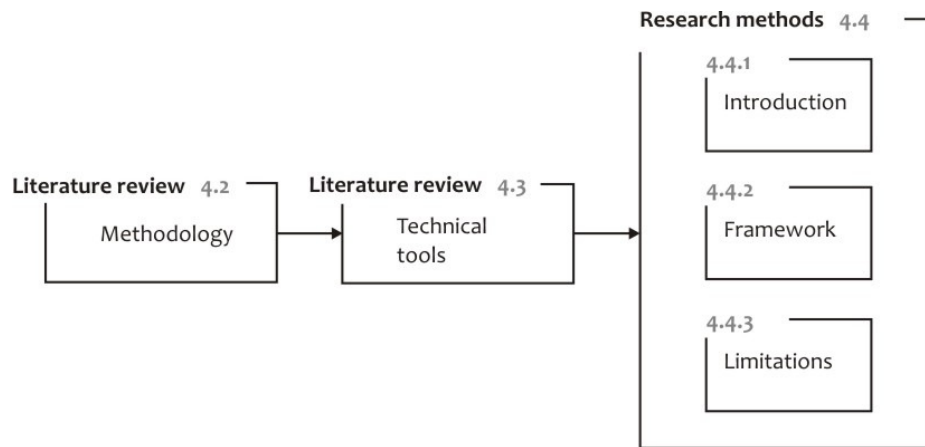 Research methods 4.4
4.4.1
Introduction
Literature review 4.2
Methodology
Literature review 4.3
Technical
tools
4.4.2
Framework
4.4.3
Limitations